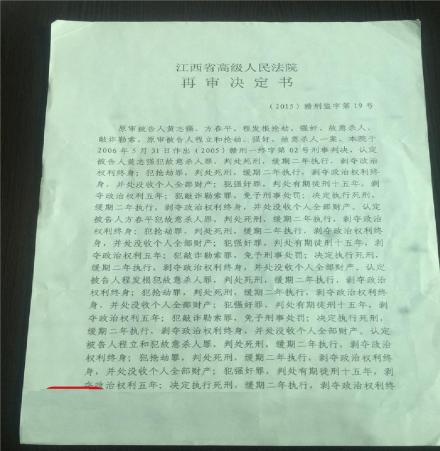 江西省高级人民法院
再审决定书
（2015）赣刑监字第19号
原审被告人黄志强、方春平、程发根抢劫、强奸、故意杀人、
敲诈勒索，原审被告人程立和抢劫、强奸、故意杀人一案，本院于
2006年5月31日作出（2005）赣刑一终字第02号刑事判决，认定
被告人黄志强犯故意杀人罪，判处死刑，缓期二年执行，剥夺政治
权利终身；犯抢劫罪，判处死刑，缓期二年执行，剥夺政治权利终
身，并处没收个人全部财产；犯强奸罪，判处有期徒刑十五年，剥
夺政治权利五年；犯敲诈勒索罪，免予刑事处罚；决定执行死刑，
缓期二年执行，剥夺政治权利终身，并处没收个人全部财产。认定
被告人方春平犯故意杀人罪，判处死刑，缓期二年执行，剥夺政治
权利终身；犯抢劫罪，判处死刑，缓期二年执行，剥夺政治权利终
身，并处没收个人全部财产；犯强奸罪，判处有期徒刑十五年，剥
夺政治权利五年；犯敲诈勒索罪，免予刑事处罚；决定执行死刑，
缓期二年执行，剥夺政治权利终身，并处没收个人全部财产。认定
被告人程发根犯故意杀人罪，判处死刑，缓期二年执行，剥夺政治
权利终身；犯抢劫罪，判处死刑，缓期二年执行，剥夺政治权利终
身，并处没收个人全部财产；犯强奸罪，判处有期徒刑十五年，剥
夺政治权利五年；犯敲诈勒索罪，免予刑事处罚；决定执行死刑，
缓期二年执行，剥夺政治权利终身，并处没收个人全部财产。认定
被告人程立和犯故意杀人罪，判处死刑，缓期二年执行，剥夺政治
权利终身；犯抢劫罪，判处死刑，缓期二年执行，剥夺政治权利终
身，并处没收个人全部财产；犯强奸罪，判处有期徒刑十五年，剥
夺政治权利五年；决定执行死刑，缓期二年执行，剥夺政治权利终